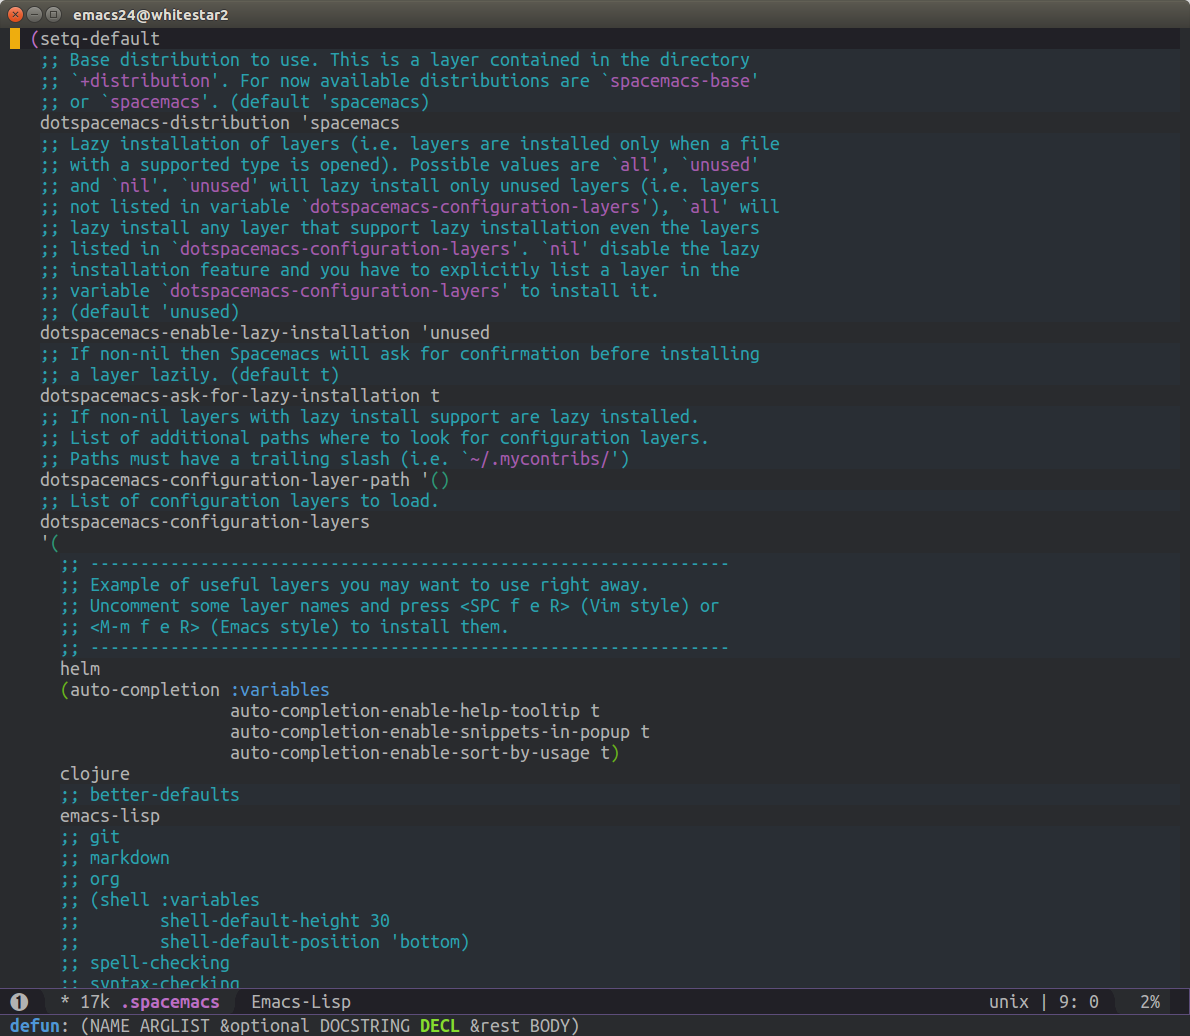 emacs24@whitestar2
(setq-default
;; Base distribution to use. This is a layer contained in the directory
;; `+distribution'. For now available distributions are `spacemacs-base'
;; or `spacemacs'. (default 'spacemacs)
dotspacemacs-distribution 'spacemacs
;; Lazy installation of layers (i.e. layers are installed only when a file
;; with a supported type is opened). Possible values are `all', `unused'
;; and `nil'. `unused' will lazy install only unused layers (i.e. layers
;; not listed in variable `dotspacemacs-configuration-layers'), `all' will
;; lazy install any layer that support lazy installation even the layers
;; listed in `dotspacemacs-configuration-layers'. `nil' disable the lazy
;; installation feature and you have to explicitly list a layer in the
;; variable `dotspacemacs-configuration-layers' to install it.
;; (default 'unused)
dotspacemacs-enable-lazy-installation 'unused
;; If non-nil then Spacemacs will ask for confirmation before installing
;; a layer lazily. (default t)
dotspacemacs-ask-for-lazy-installation t
;; If non-nil layers with lazy install support are lazy installed.
;; List of additional paths where to look for configuration layers.
;; Paths must have a trailing slash (i.e. `~/.mycontribs/')
dotspacemacs-configuration-layer-path '()
;; List of configuration layers to load.
dotspacemacs-configuration-layers
'(
;; ----------------------------------------------------------------
;; Example of useful layers you may want to use right away.
;; Uncomment some layer names and press <SPC f e R> (Vim style) or
;; <M-m f e R> (Emacs style) to install them.
;; ----------------------------------------------------------------
helm
(auto-completion :variables
auto-completion-enable-help-tooltip t
auto-completion-enable-snippets-in-popup t
auto-completion-enable-sort-by-usage t)
clojure
;; better-defaults
emacs-lisp
;; git
;; markdown
;; org
;; (shell :variables
;;        shell-default-height 30
;;        shell-default-position 'bottom)
;; spell-checking
;; syntax-checking
1 * 17k .spacemacs Emacs-Lisp unix | 9: 0 2%
defun: (NAME ARGLIST &optional DOCSTRING DECL &rest BODY)